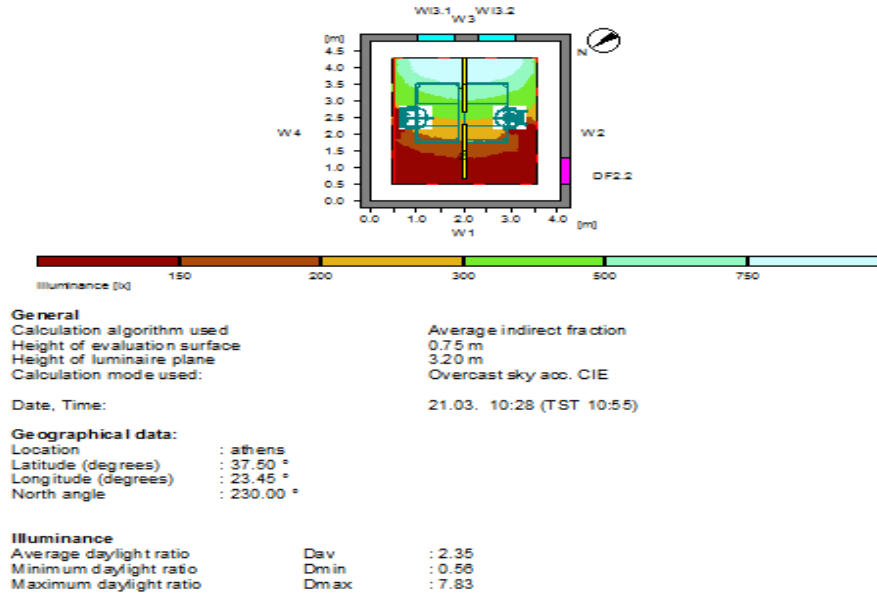 WI3.1 WI3.2
W3
[m]
N
4.5
4.0
3.5
3.0
2.5
2.0
1.5
1.0
0.5
0.0
W4
W2
DF2.2
0.0 1.0 2.0 3.0 4.0 [m]
W1
150 200 300 500 750
Illuminance [lx]
General
Calculation algorithm used Average indirect fraction
Height of evaluation surface 0.75 m
Height of luminaire plane 3.20 m
Calculation mode used: Overcast sky acc. CIE
Date, Time: 21.03. 10:28 (TST 10:55)
Geographical data:
Location : athens
Latitude (degrees) : 37.50 °
Longitude (degrees) : 23.45 °
North angle : 230.00 °
Illuminance
Average daylight ratio Dav : 2.35
Minimum daylight ratio Dmin : 0.56
Maximum daylight ratio Dmax : 7.83